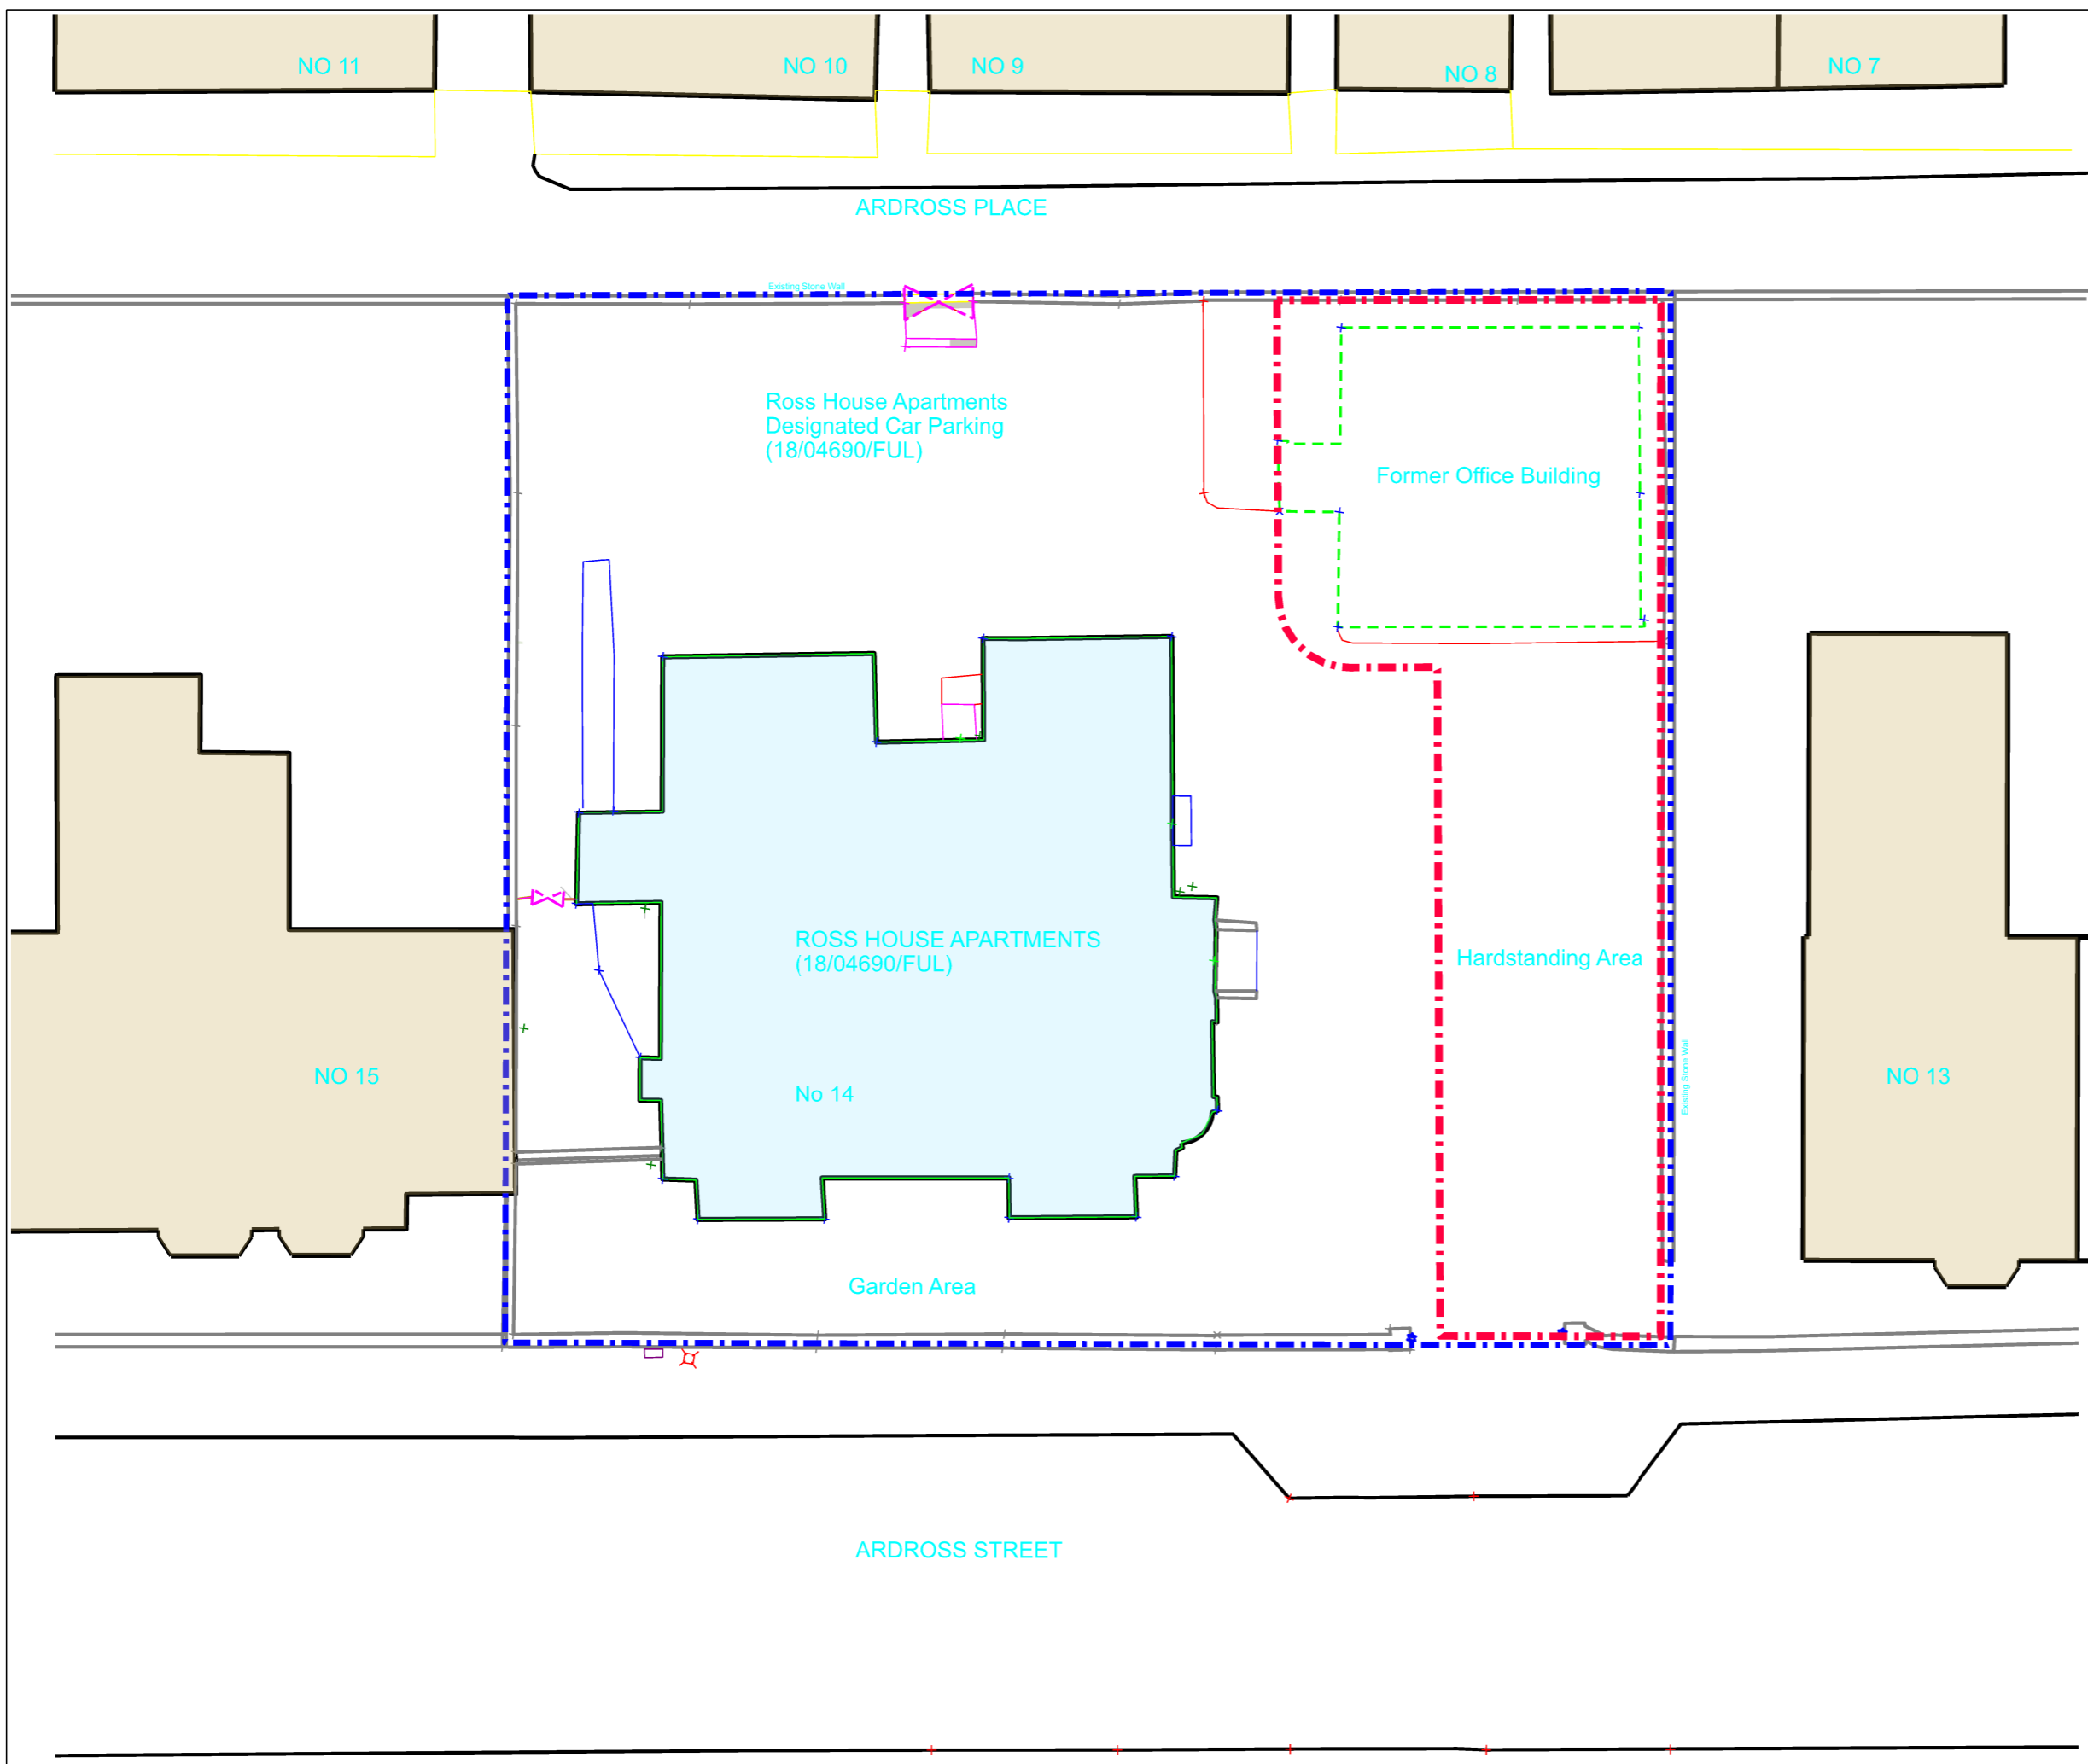 NO 11
NO 10
NO 9
NO 8
NO 7
ARDROSS PLACE
Existing Stone Wall
Ross House Apartments
Designated Car Parking
(18/04690/FUL)
Former Office Building
ROSS HOUSE APARTMENTS
(18/04690/FUL)
Hardstanding Area
Existing Stone Wall
NO 15
No 14
NO 13
Garden Area
ARDROSS STREET